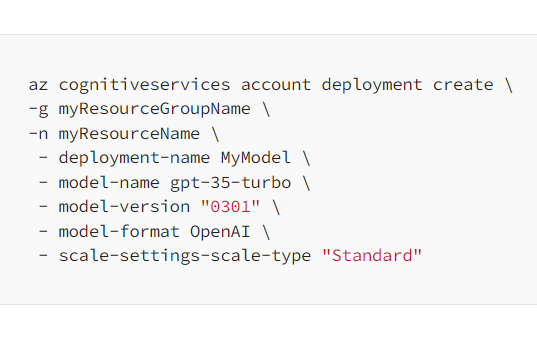 az cognitiveservices account deployment create \
-g myResourceGroupName \
-n myResourceName \
- deployment-name MyModel \
- model-name gpt-35-turbo \
- model-version "0301" \
- model-format OpenAI \
- scale-settings-scale-type "Standard"